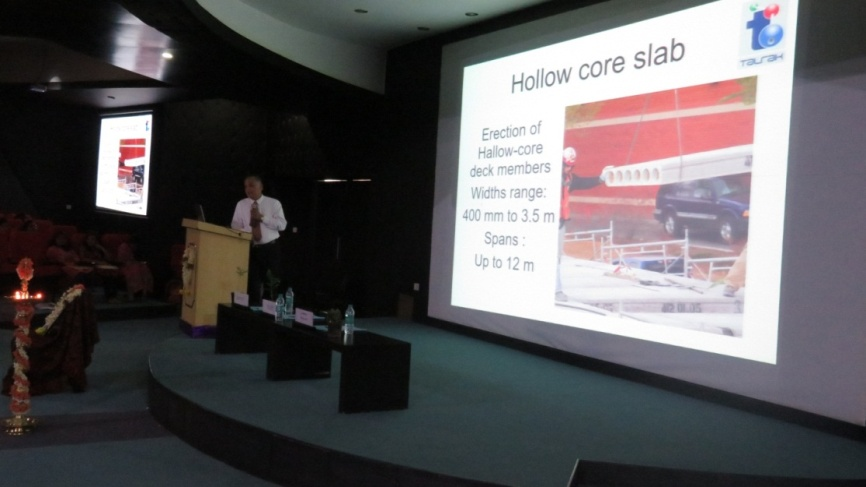 Hollow core slab
Erection of
Hallow-core
deck members
Widths range:
400 mm to 3.5 m
Spans :
Up to 12 m